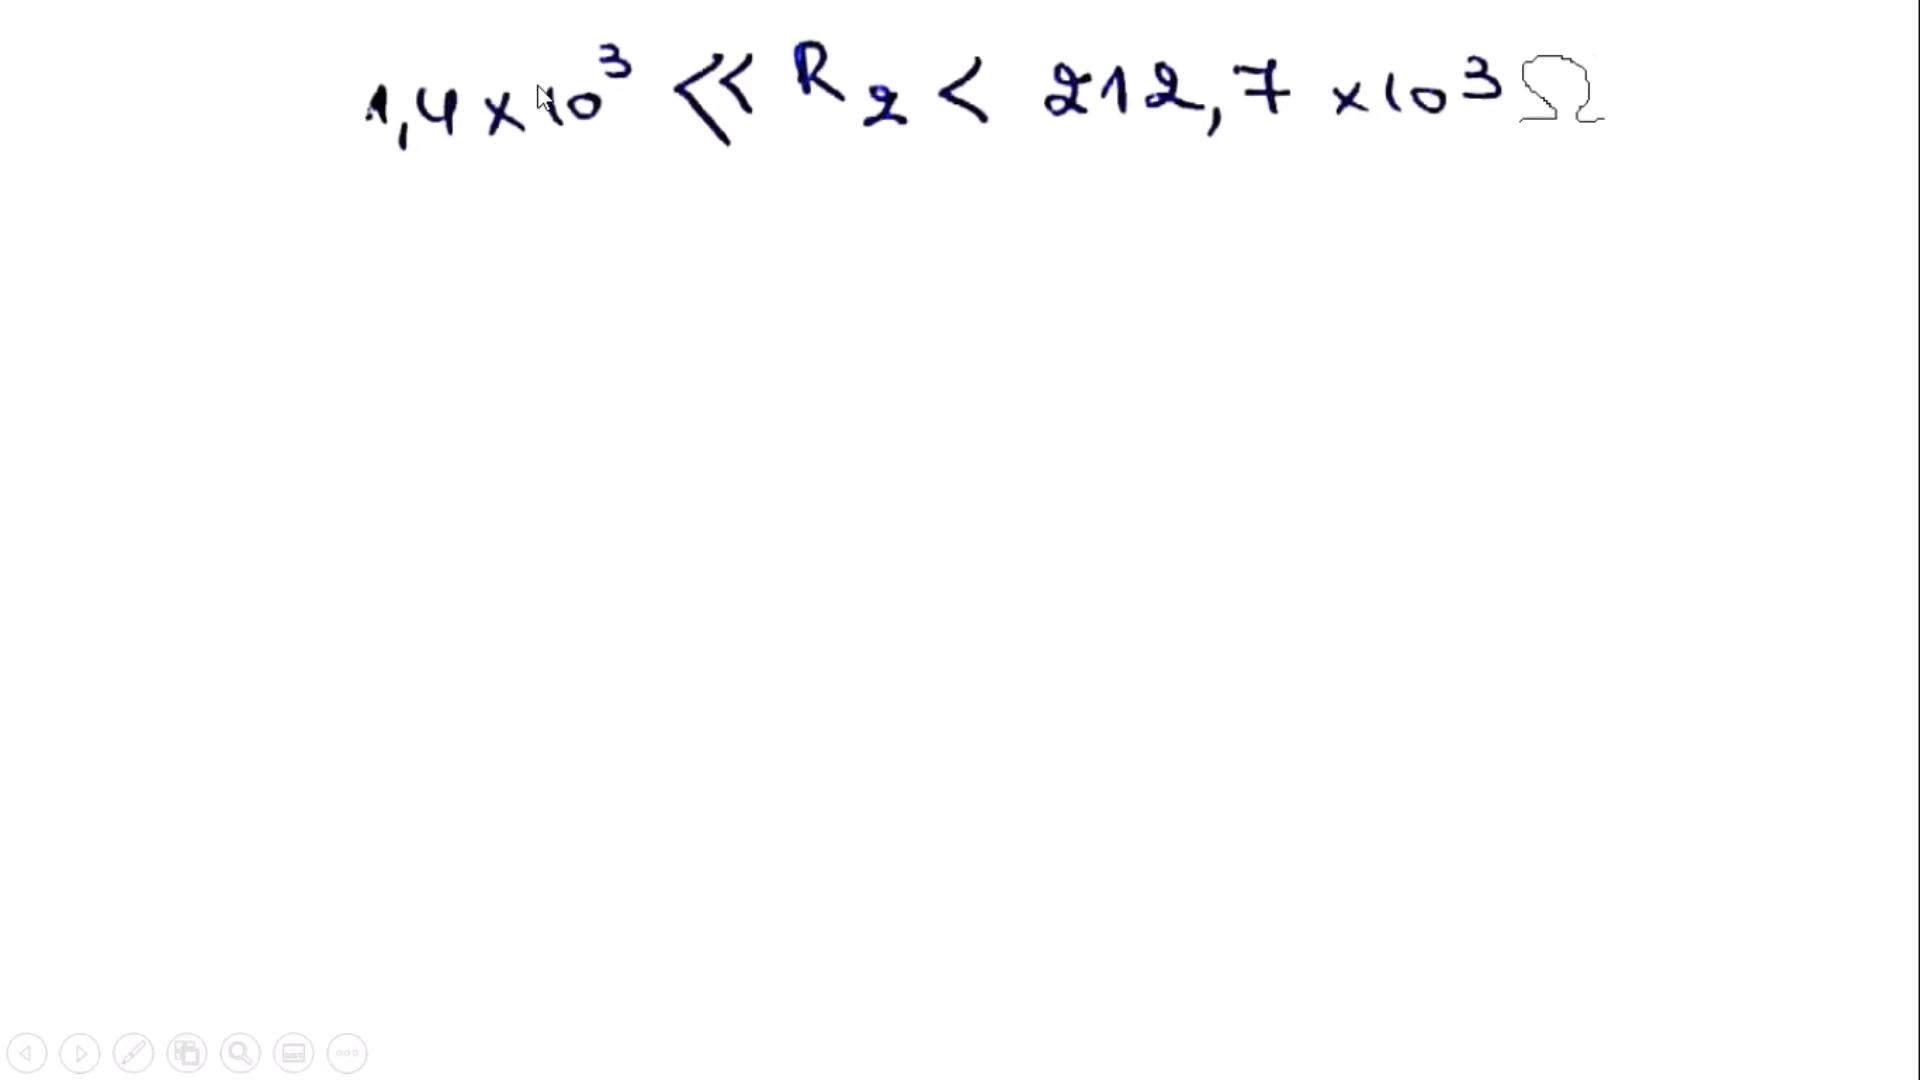 1,4 × 10³ << R₂ < 212,7 × 10³ Ω